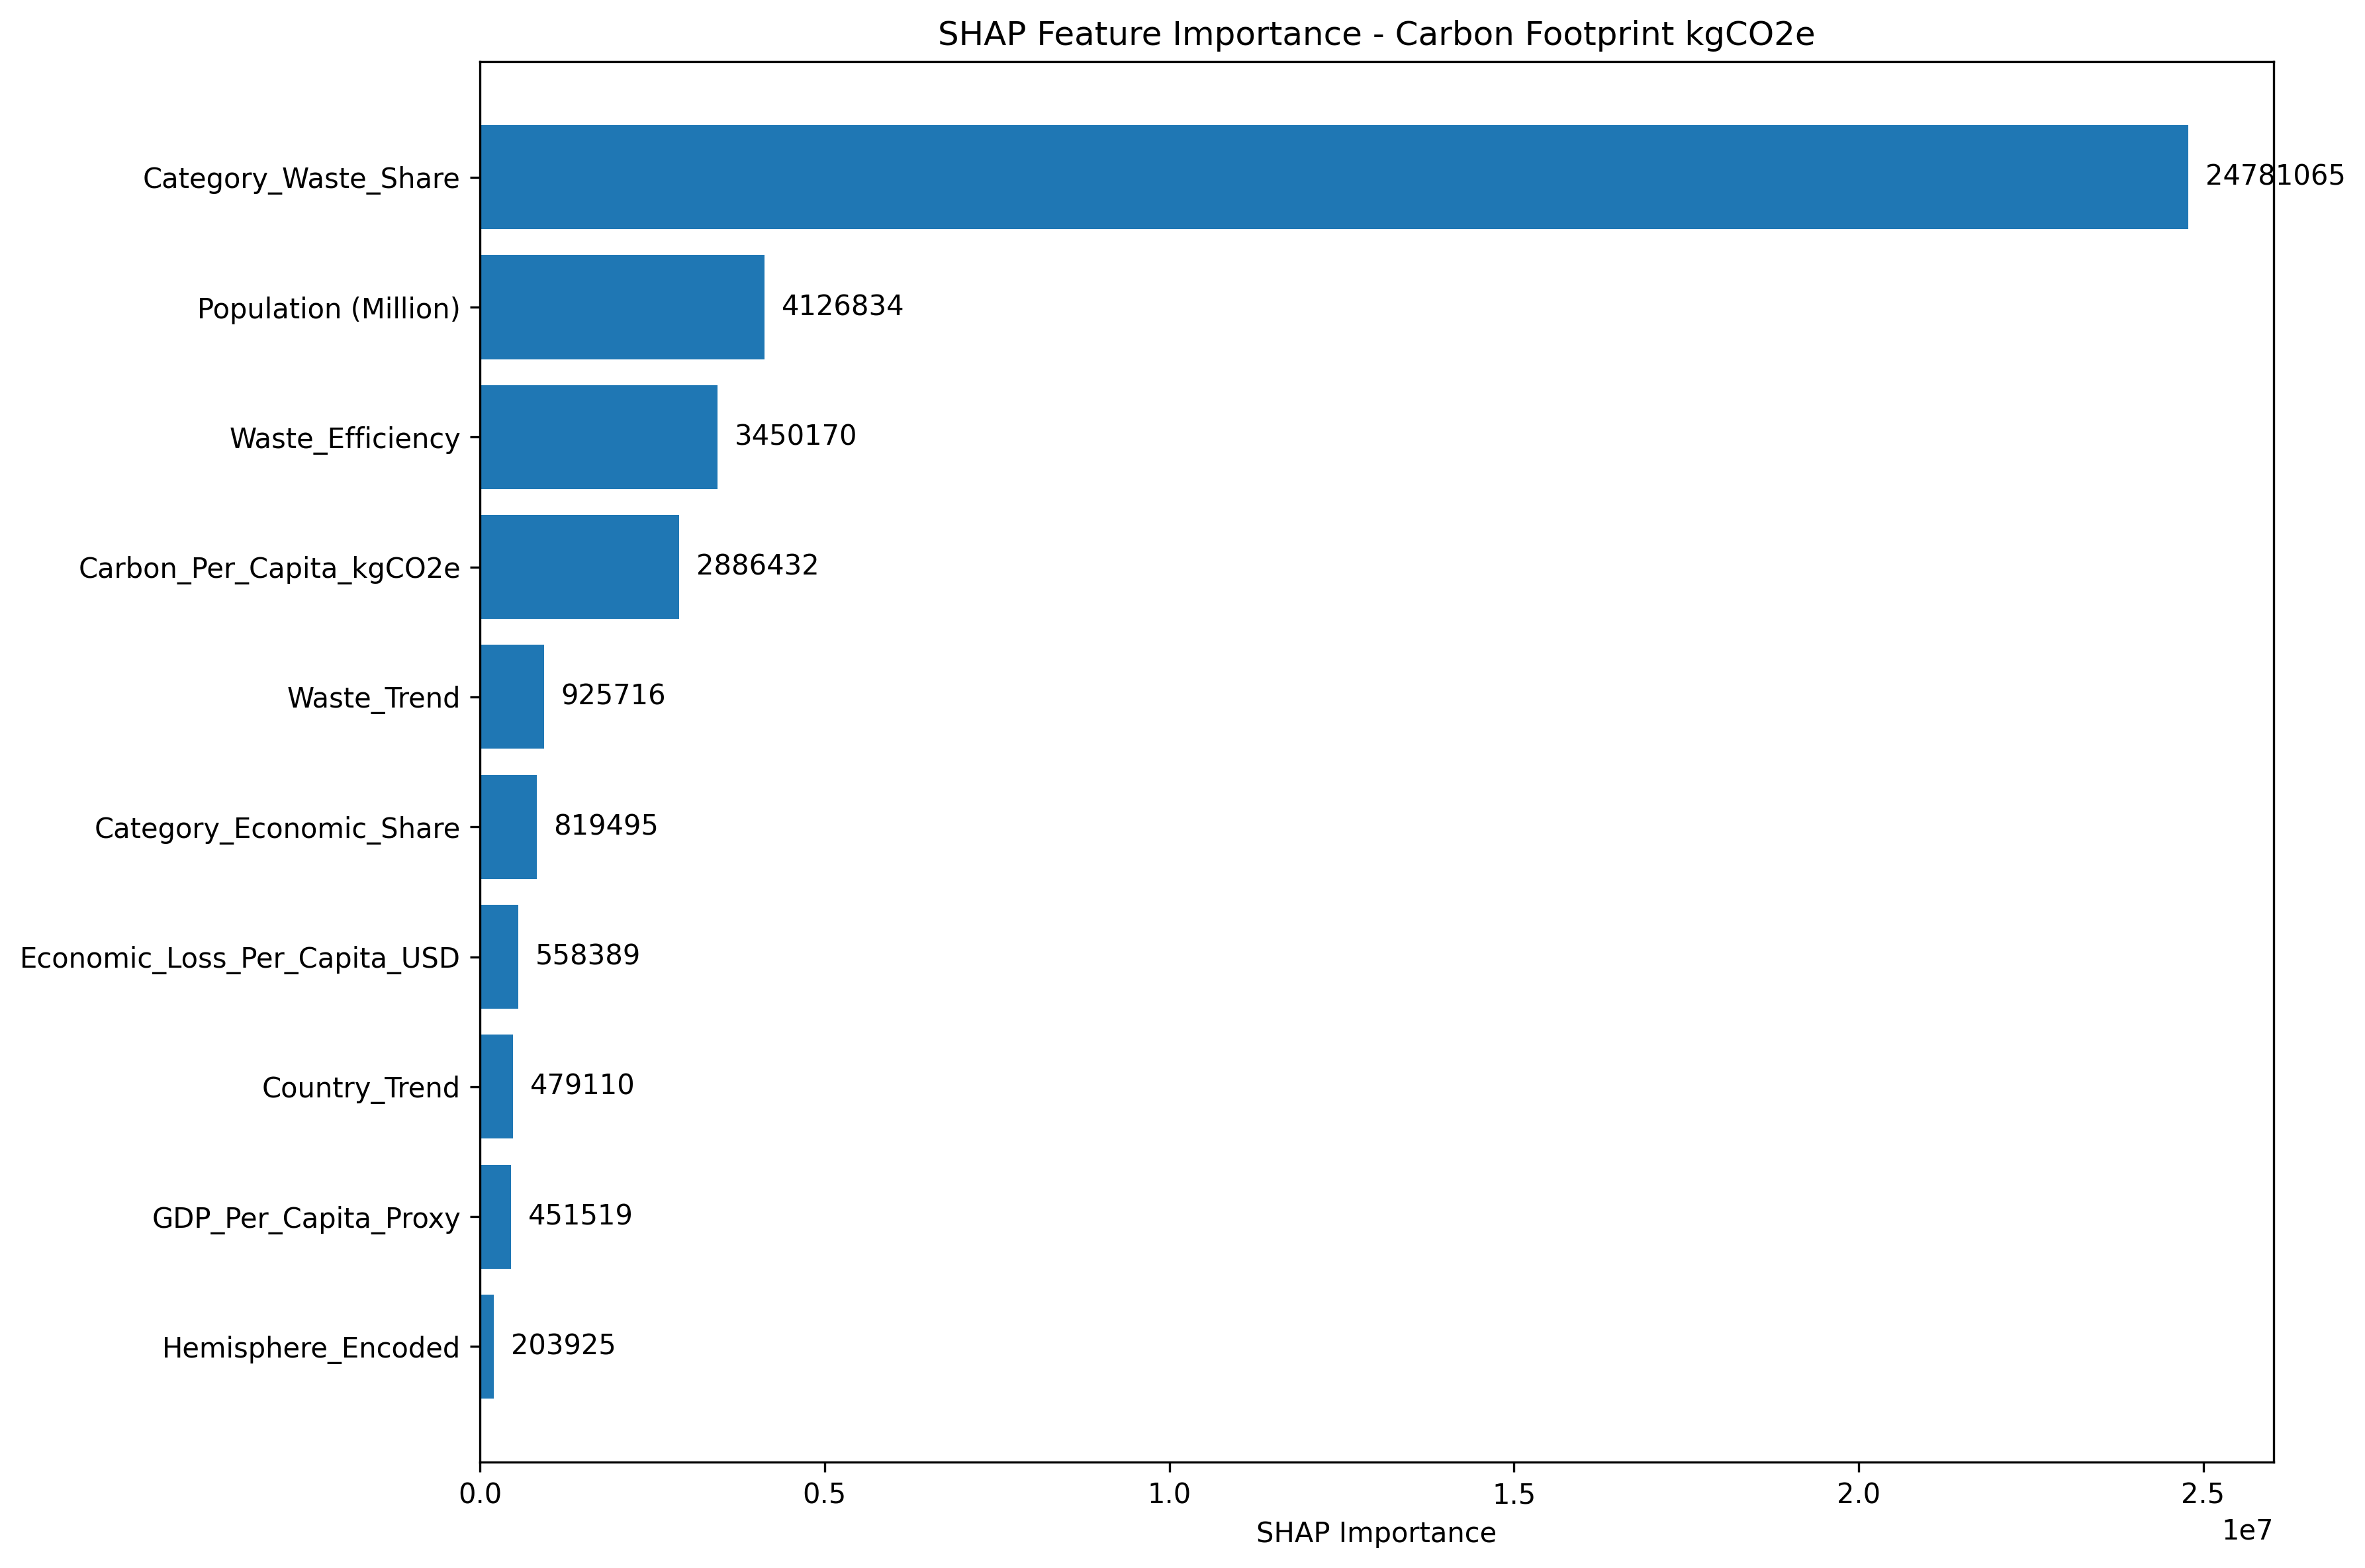 SHAP Feature Importance - Carbon Footprint kgCO2e
Category_Waste_Share
24781065
Population (Million)
4126834
Waste_Efficiency
3450170
Carbon_Per_Capita_kgCO2e
2886432
Waste_Trend
925716
Category_Economic_Share
819495
Economic_Loss_Per_Capita_USD
558389
Country_Trend
479110
GDP_Per_Capita_Proxy
451519
Hemisphere_Encoded
203925
0.0 0.5 1.0 1.5 2.0 2.5
1e7
SHAP Importance